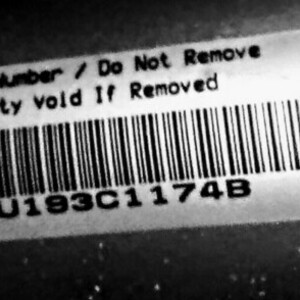 Number / Do Not Remove
ty Void If Removed
U193C1174B